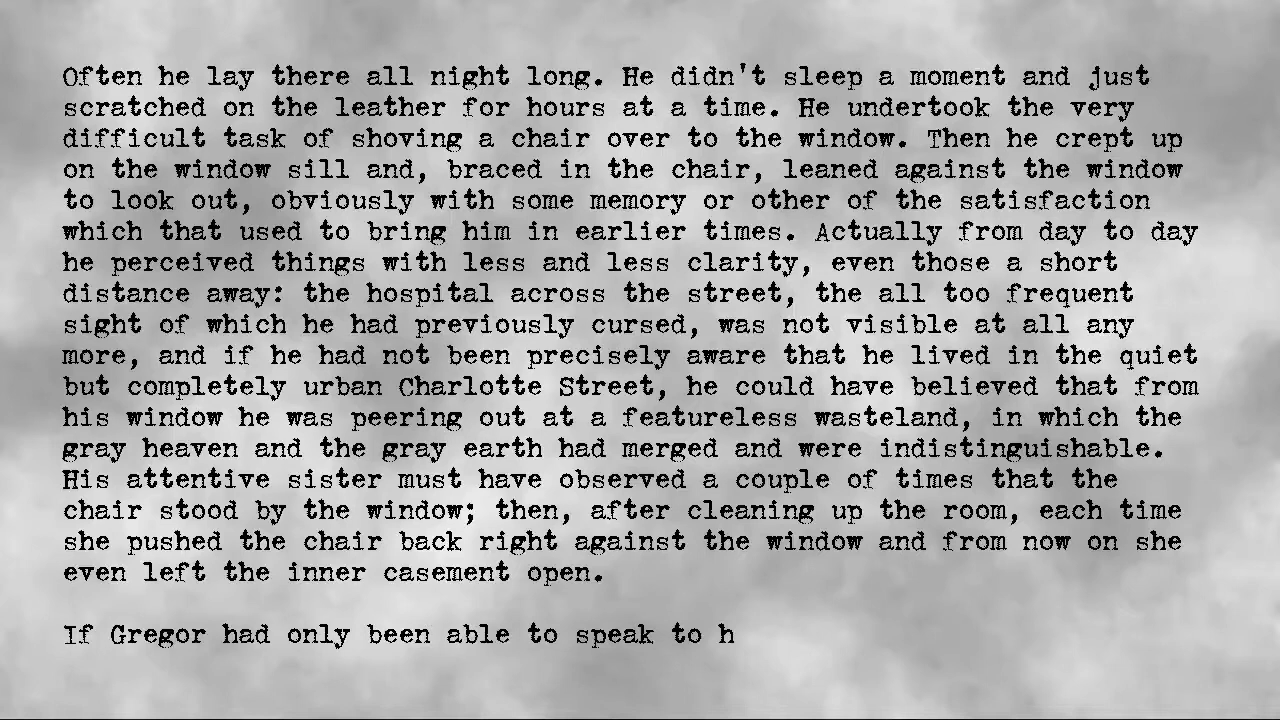 Often he lay there all night long. He didn't sleep a moment and just
scratched on the leather for hours at a time. He undertook the very
difficult task of shoving a chair over to the window. Then he crept up
on the window sill and, braced in the chair, leaned against the window
to look out, obviously with some memory or other of the satisfaction
which that used to bring him in earlier times. Actually from day to day
he perceived things with less and less clarity, even those a short
distance away: the hospital across the street, the all too frequent
sight of which he had previously cursed, was not visible at all any
more, and if he had not been precisely aware that he lived in the quiet
but completely urban Charlotte Street, he could have believed that from
his window he was peering out at a featureless wasteland, in which the
gray heaven and the gray earth had merged and were indistinguishable.
His attentive sister must have observed a couple of times that the
chair stood by the window; then, after cleaning up the room, each time
she pushed the chair back right against the window and from now on she
even left the inner casement open.
If Gregor had only been able to speak to h